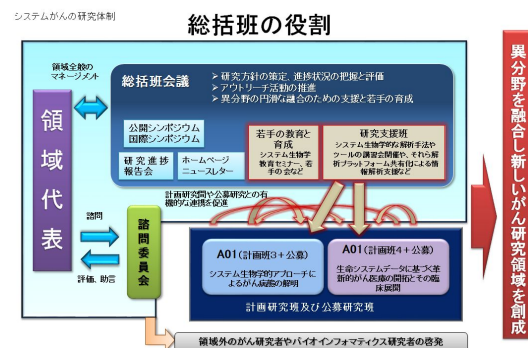 システムがんの研究体制
総括班の役割
領域全般の
マネージメント
総括班会議
➢ 研究方針の策定、進捗状況の把握と評価
➢ アウトリーチ活動の推進
➢ 異分野の円滑な融合のための支援と若手の育成
公開シンポジウム
国際シンポジウム
研究進捗
報告会
ホームページ
ニュースレター
若手の教育と
育成
システム生物学
教育セミナー、若
手の会など
研究支援班
システム生物学的な解析手法や
ツールの講習会開催や、それら解
析プラットフォーム共有化による情
報解析支援など
領域代表
計画研究間や公募研究との有
機的な連携を促進
諮問
評価、助言
諮問委員会
A01(計画班3+公募)
システム生物学的アプローチによ
るがん病態の解明
A01(計画班4+公募)
生命システムデータに基づく革
新的がん医療の開拓とその臨
床展開
計画研究班及び公募研究班
領域外のがん研究者やバイオインフォマティクス研究者の啓発
異分野を融合し新しいがん研究領域を創成